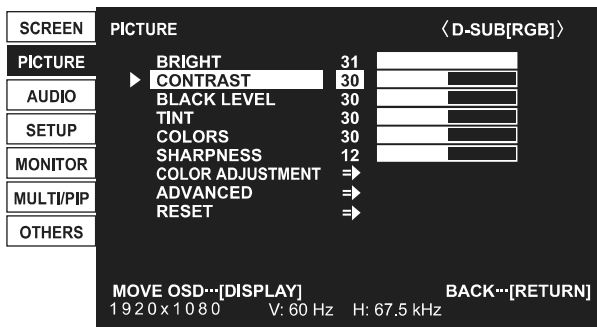 SCREEN
PICTURE
AUDIO
SETUP
MONITOR
MULTI/PIP
OTHERS
PICTURE 〈D-SUB[RGB]〉
BRIGHT 31
CONTRAST 30
BLACK LEVEL 30
TINT 30
COLORS 30
SHARPNESS 12
COLOR ADJUSTMENT
ADVANCED
RESET
MOVE OSD···[DISPLAY] BACK···[RETURN]
1920x1080 V: 60 Hz H: 67.5 kHz